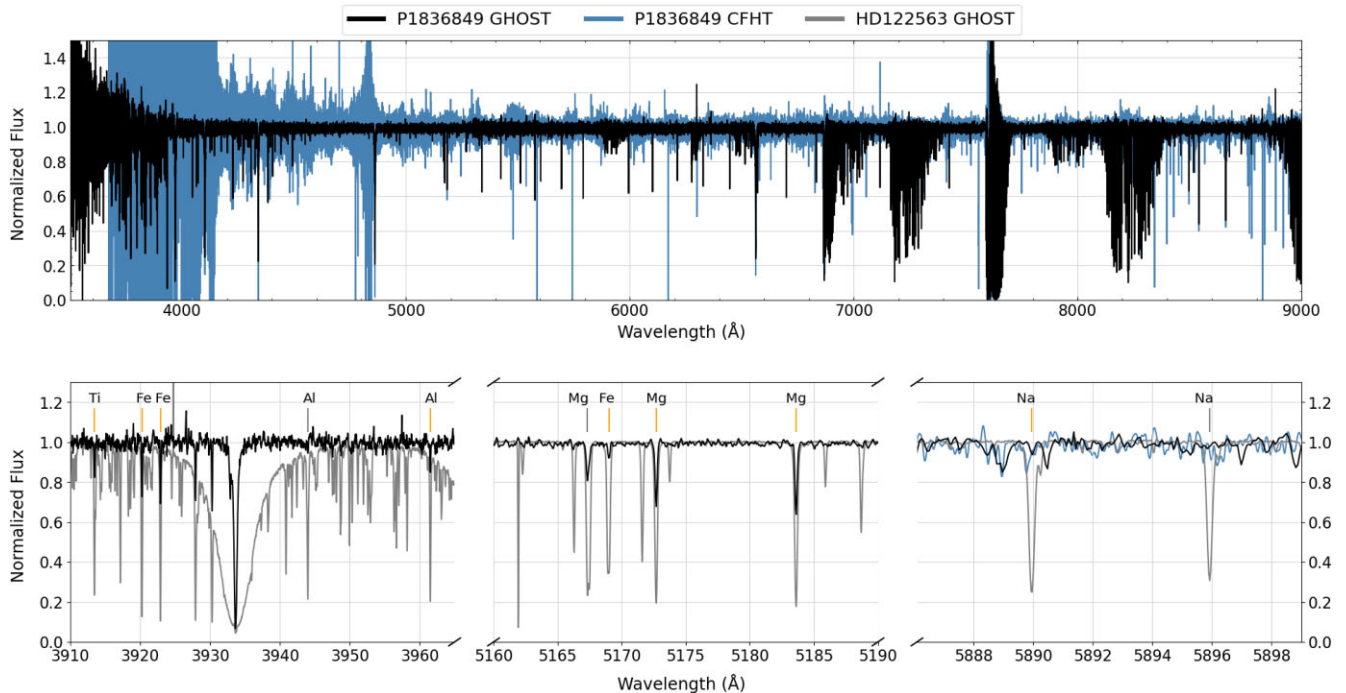 P1836849 GHOST P1836849 CFHT HD122563 GHOST
1.4
1.2
1.0
0.8
0.6
0.4
0.2
0.0
Normalized Flux
4000 5000 6000 7000 8000 9000
Wavelength (Å)
1.2
1.0
0.8
0.6
0.4
0.2
0.0
Normalized Flux
Ti Fe Fe Al Al
3910 3920 3930 3940 3950 3960
Mg Fe Mg Mg
5160 5165 5170 5175 5180 5185 5190
Na Na
5888 5890 5892 5894 5896 5898
1.2
1.0
0.8
0.6
0.4
0.2
0.0
Wavelength (Å)